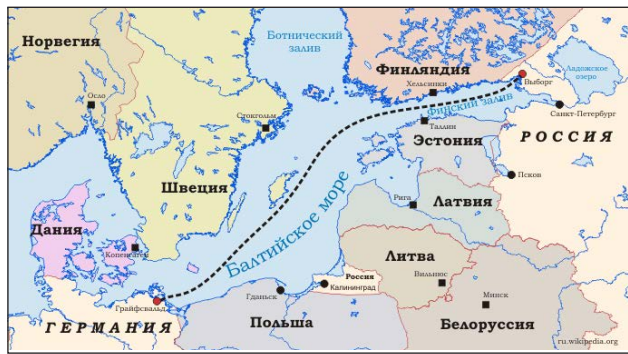 Норвегия
Ботнический
залив
Финляндия
Хельсинки
Выборг
Ладожское
озеро
Осло
Финский залив
Санкт-Петербург
Стокгольм
Таллин
РОССИЯ
ЭСТОНИЯ
Швеция
Псков
Рига
ЛАТВИЯ
Дания
Балтийское море
Копенгаген
ЛИТВА
Вильнюс
Россия
Калининград
Гданьск
Минск
Грайфсвальд
ГЕРМАНИЯ
Польша
Белоруссия
ru.wikipedia.org